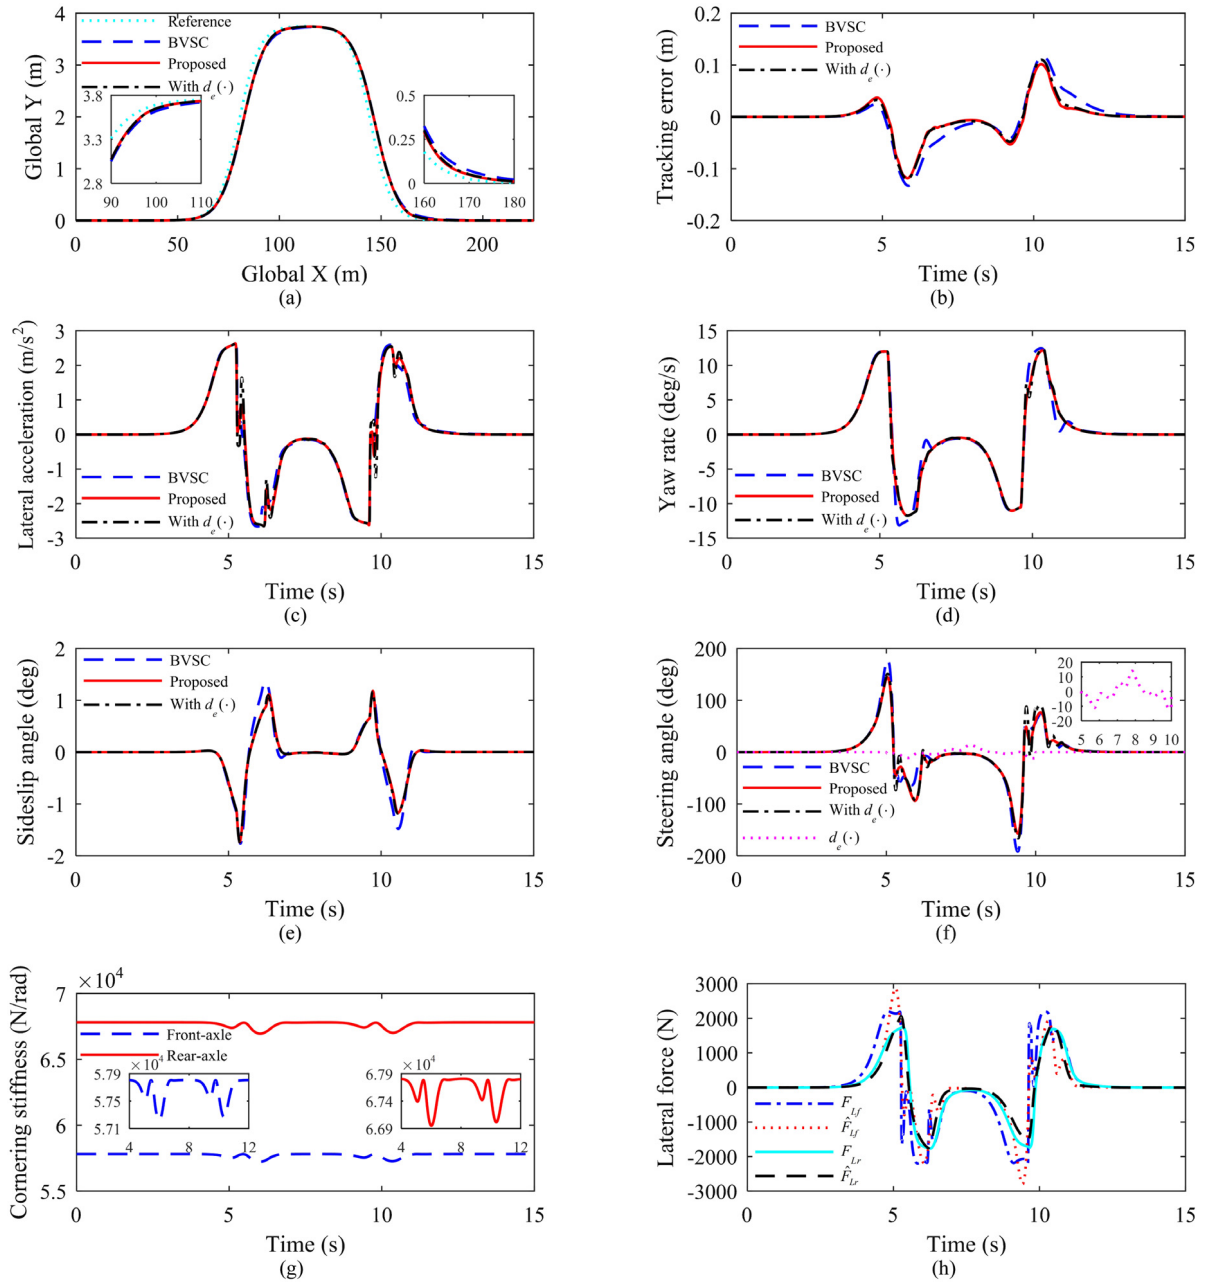 Global Y (m)
4
3
2
1
0
Reference
BVSC
Proposed
With d_e(·)
3.8
3.3
2.8
90 100 110
0.5
0.25
0
160 170 180
0 50 100 150 200
Global X (m)
(a)
Tracking error (m)
0.2
0.1
0
-0.1
-0.2
BVSC
Proposed
With d_e(·)
0 5 10 15
Time (s)
(b)
Lateral acceleration (m/s²)
3
2
1
0
-1
-2
-3
BVSC
Proposed
With d_e(·)
0 5 10 15
Time (s)
(c)
Yaw rate (deg/s)
15
10
5
0
-5
-10
-15
BVSC
Proposed
With d_e(·)
0 5 10 15
Time (s)
(d)
Sideslip angle (deg)
2
1
0
-1
-2
BVSC
Proposed
With d_e(·)
0 5 10 15
Time (s)
(e)
Steering angle (deg)
200
100
0
-100
-200
20
10
0
-10
-20
5 6 7 8 9 10
BVSC
Proposed
With d_e(·)
d_e(·)
0 5 10 15
Time (s)
(f)
Cornering stiffness (N/rad)
×10⁴
7
6.5
6
5.5
Front-axle
Rear-axle
×10⁴
5.79
5.75
5.71
4 8 12
×10⁴
6.79
6.74
6.69
4 8 12
0 5 10 15
Time (s)
(g)
Lateral force (N)
3000
2000
1000
0
-1000
-2000
-3000
F_Lf
F̂_Lf
F_Lr
F̂_Lr
0 5 10 15
Time (s)
(h)